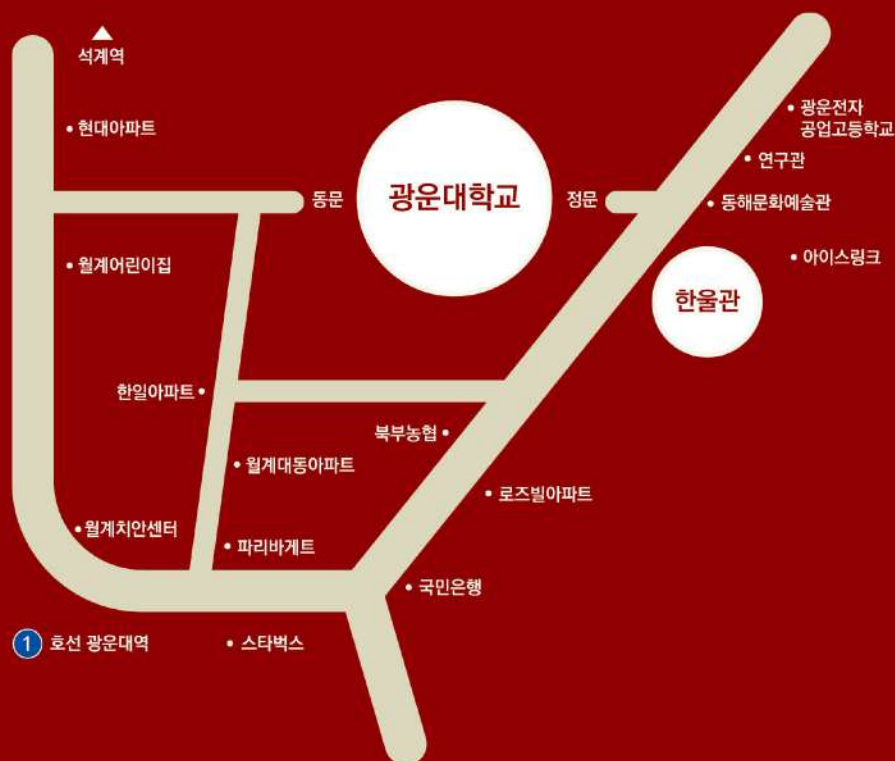 석계역
현대아파트
광운전자
공업고등학교
연구관
동문
광운대학교
정문
동해문화예술관
월계어린이집
아이스링크
한울관
한일아파트
북부농협
월계대동아파트
로즈빌아파트
월계치안센터
파리바게트
국민은행
1 호선 광운대역
스타벅스